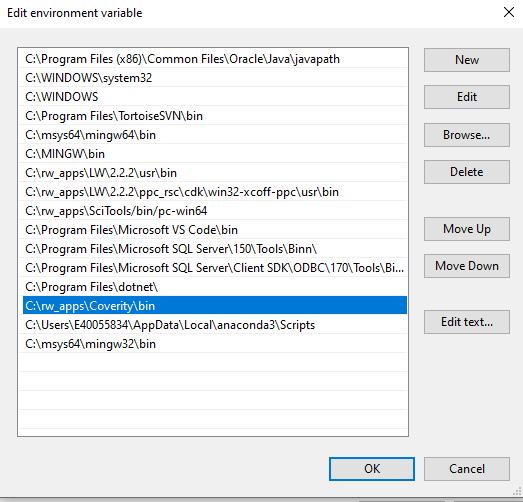 Edit environment variable
C:\Program Files (x86)\Common Files\Oracle\Java\javapath
C:\WINDOWS\system32
C:\WINDOWS
C:\Program Files\TortoiseSVN\bin
C:\msys64\mingw64\bin
C:\MINGW\bin
C:\rw_apps\LW\2.2.2\usr\bin
C:\rw_apps\LW\2.2.2\ppc_rsc\cdk\win32-xcoff-ppc\usr\bin
C:\rw_apps\SciTools/bin/pc-win64
C:\Program Files\Microsoft VS Code\bin
C:\Program Files\Microsoft SQL Server\150\Tools\Binn\
C:\Program Files\Microsoft SQL Server\Client SDK\ODBC\170\Tools\Bi...
C:\Program Files\dotnet\
C:\rw_apps\Coverity\bin
C:\Users\E40055834\AppData\Local\anaconda3\Scripts
C:\msys64\mingw32\bin
New
Edit
Browse...
Delete
Move Up
Move Down
Edit text...
OK
Cancel